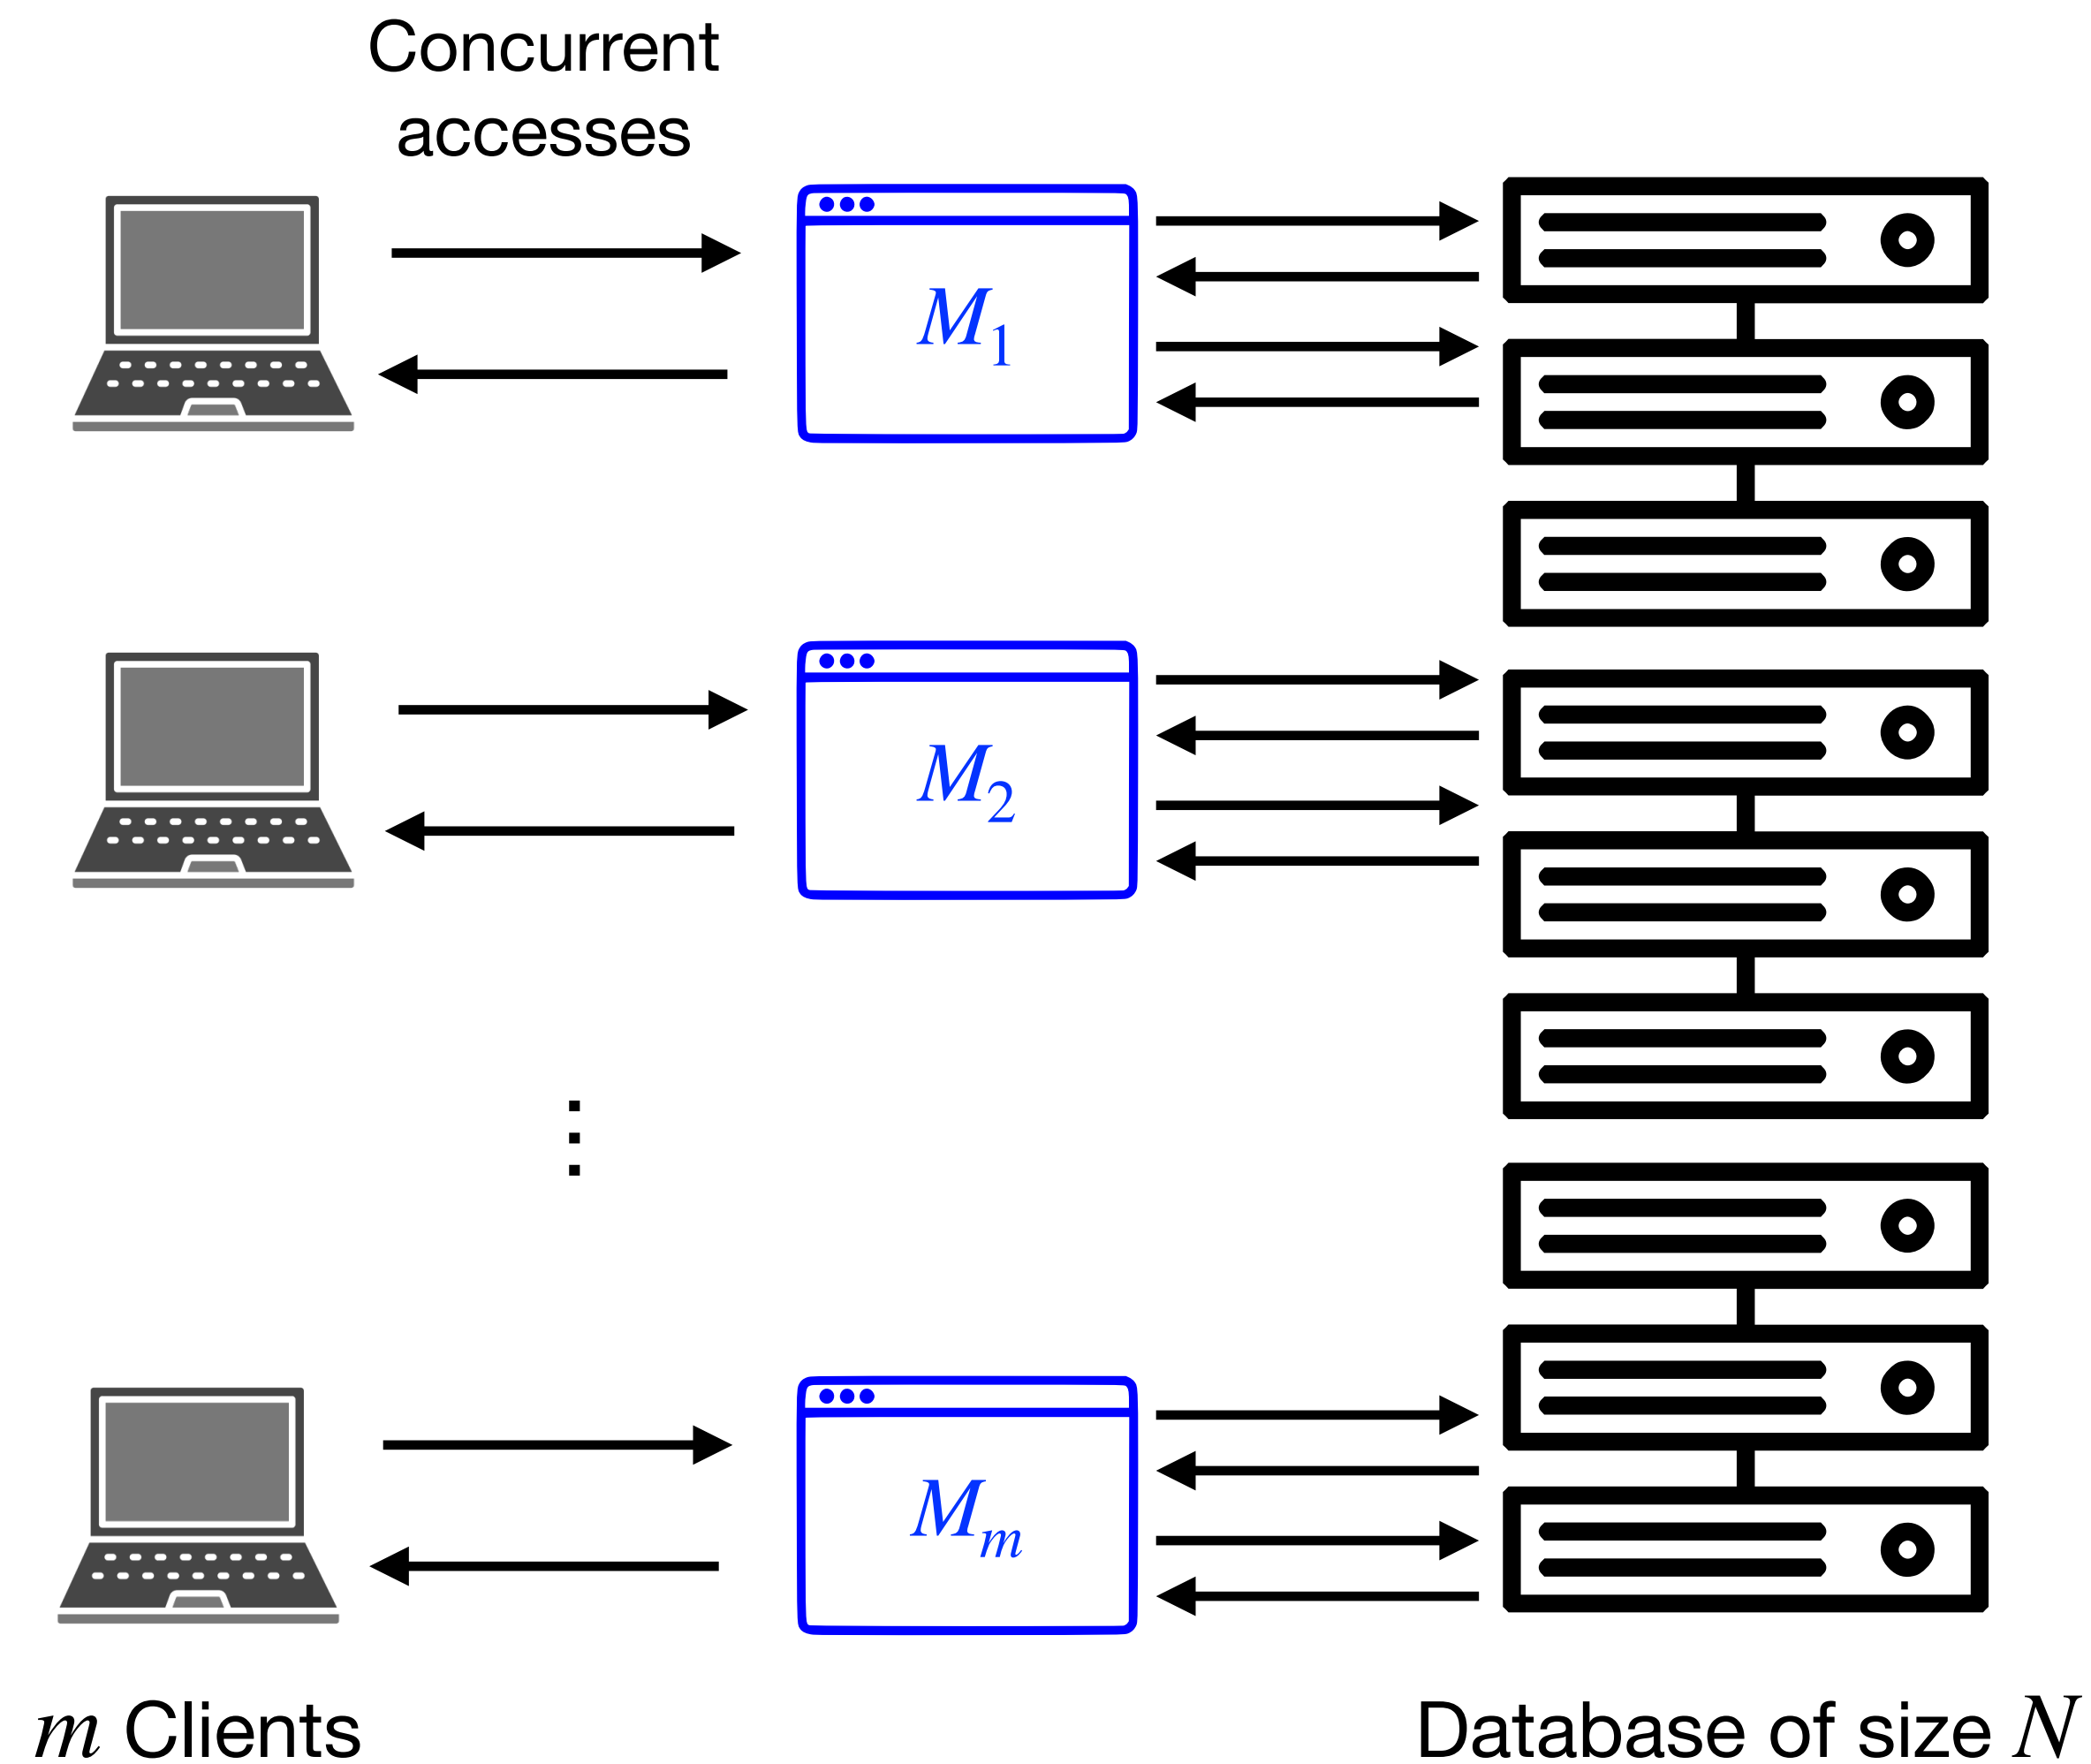 Concurrent
accesses
M₁
M₂
⋮
Mₘ
m Clients
Database of size N